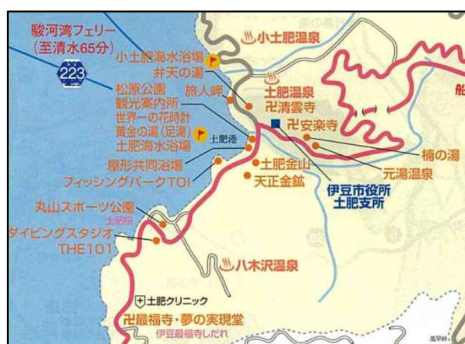 駿河湾フェリー
(至清水65分)
223
小土肥海水浴場
弁天の湯
松原公園
旅人岬
観光案内所
世界一の花時計
黄金の湯(足湯)
土肥海水浴場
土肥港
屋形共同浴場
フィッシングパークTOI
丸山スポーツ公園
ダイビングスタジオ
THE101
小土肥温泉
土肥温泉
卍清雲寺
卍安楽寺
楠の湯
元湯温泉
土肥金山
天正金鉱
伊豆市役所
土肥支所
船
八木沢温泉
土肥クリニック
卍最福寺・夢の実現堂
伊豆最福寺しだれ